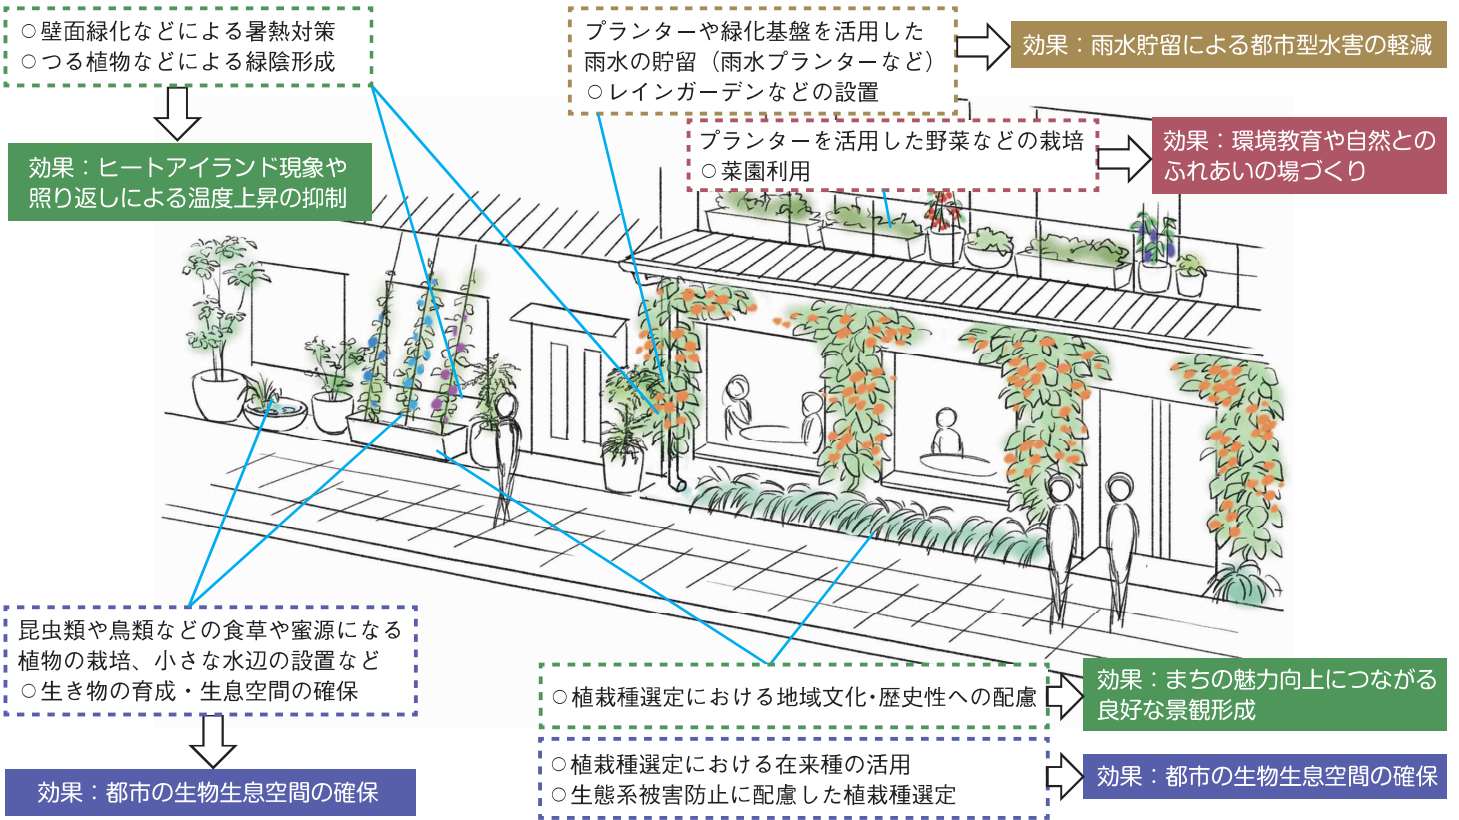 ○壁面緑化などによる暑熱対策
○つる植物などによる緑陰形成
効果：ヒートアイランド現象や
照り返しによる温度上昇の抑制
プランターや緑化基盤を活用した
雨水の貯留（雨水プランターなど）
○レインガーデンなどの設置
効果：雨水貯留による都市型水害の軽減
プランターを活用した野菜などの栽培
○菜園利用
効果：環境教育や自然との
ふれあいの場づくり
昆虫類や鳥類などの食草や蜜源になる
植物の栽培、小さな水辺の設置など
○生き物の育成・生息空間の確保
効果：都市の生物生息空間の確保
○植栽種選定における地域文化・歴史性への配慮
効果：まちの魅力向上につながる
良好な景観形成
○植栽種選定における在来種の活用
○生態系被害防止に配慮した植栽種選定
効果：都市の生物生息空間の確保